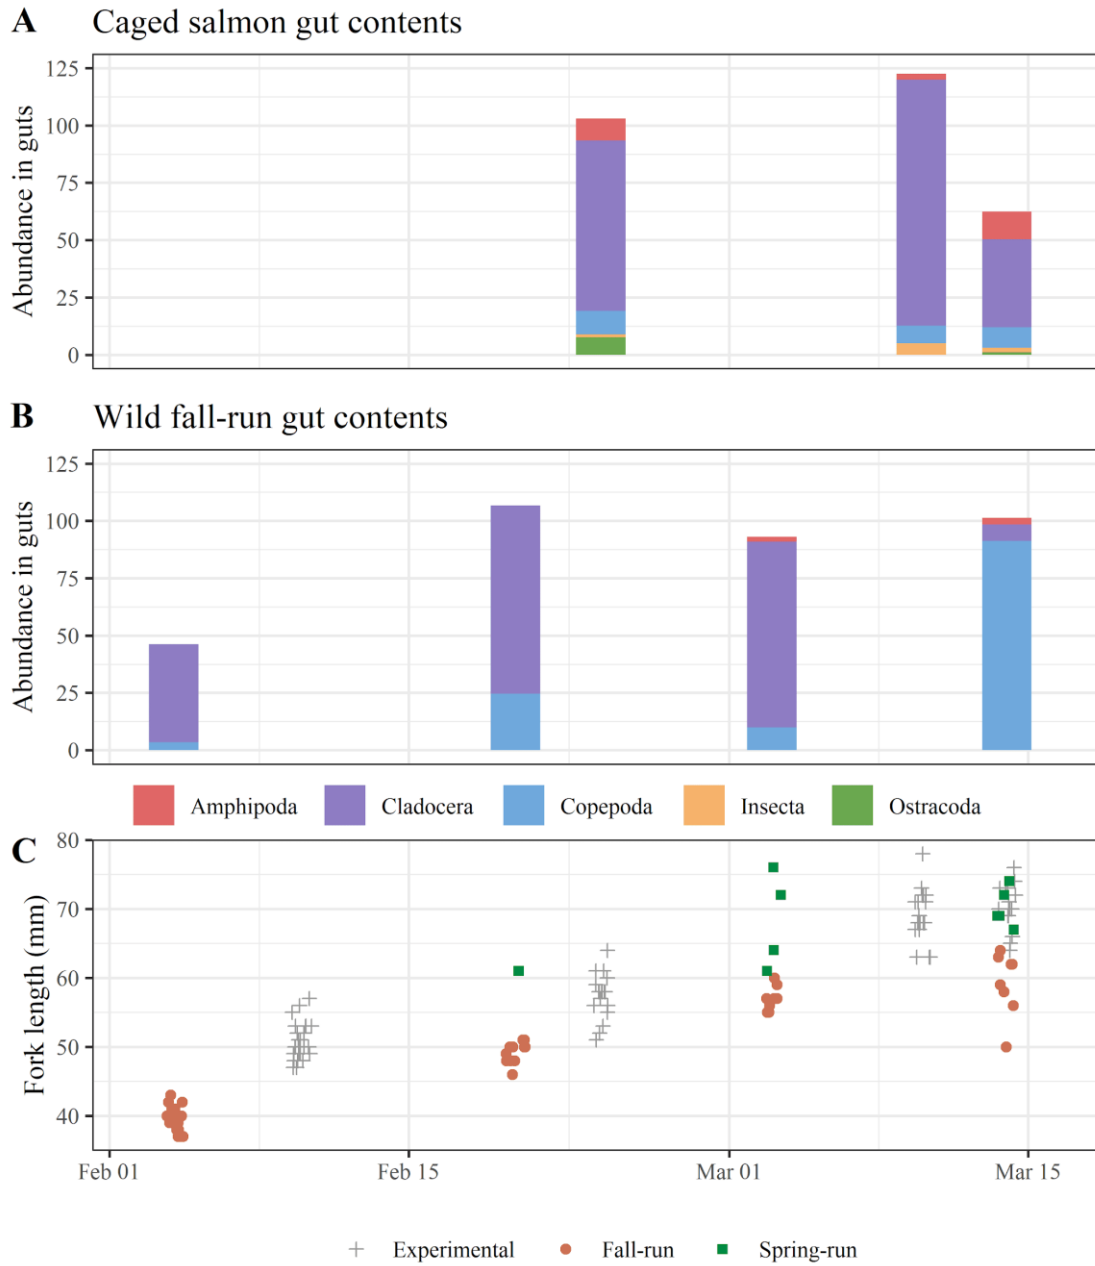 A Caged salmon gut contents
Abundance in guts
125
100
75
50
25
0
B Wild fall-run gut contents
Abundance in guts
125
100
75
50
25
0
Amphipoda Cladocera Copepoda Insecta Ostracoda
C
Fork length (mm)
80
70
60
50
40
Feb 01 Feb 15 Mar 01 Mar 15
Experimental Fall-run Spring-run